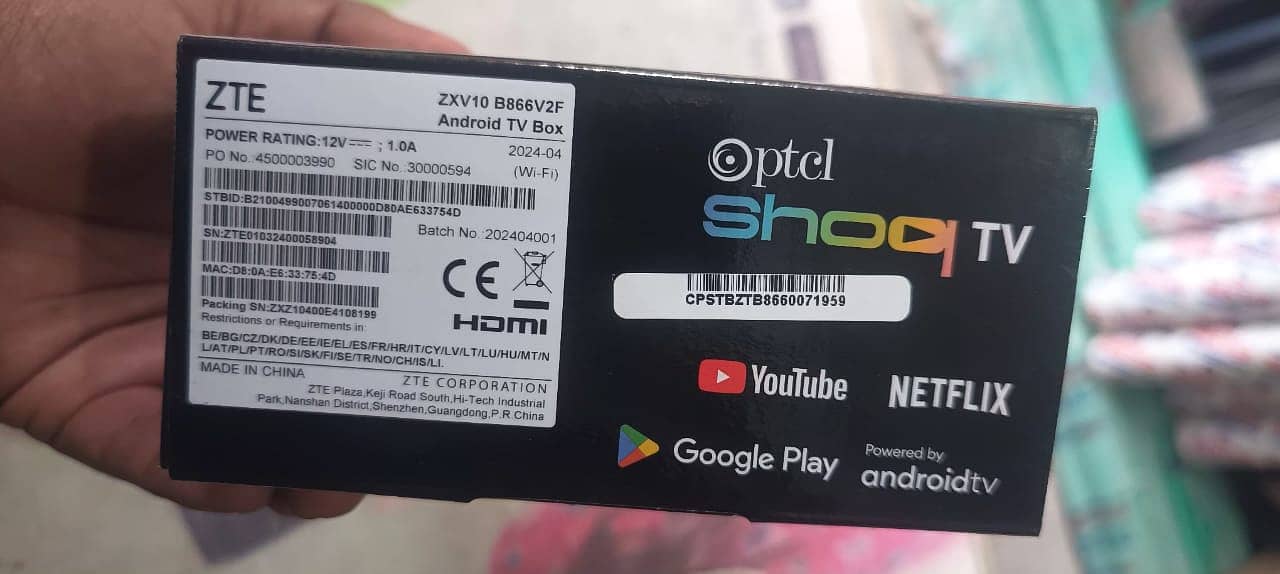 ZTE
ZXV10 B866V2F
Android TV Box
POWER RATING:12V⎓ ; 1.0A
2024-04
PO No.:4500003990 SIC No.:30000594 (Wi-Fi)
STBID:B2100499007061400000D80AE633754D
Batch No.:202404001
SN:ZTE01032400058904
MAC:D8:0A:E6:33:75:4D
Packing SN:ZXZ10400E4108199
CE
HDMI
Restrictions or Requirements in:
BE/BG/CZ/DK/DE/EE/IE/EL/ES/FR/HR/IT/CY/LV/LT/LU/HU/MT/N
L/AT/PL/PT/RO/SI/SK/FI/SE/TR/NO/CH/IS/LI.
MADE IN CHINA
ZTE CORPORATION
ZTE Plaza,Keji Road South,Hi-Tech Industrial
Park,Nanshan District,Shenzhen,Guangdong,P.R.China
ptcl
shoq TV
CPSTBZTB8660071959
YouTube
NETFLIX
Google Play
Powered by
androidtv